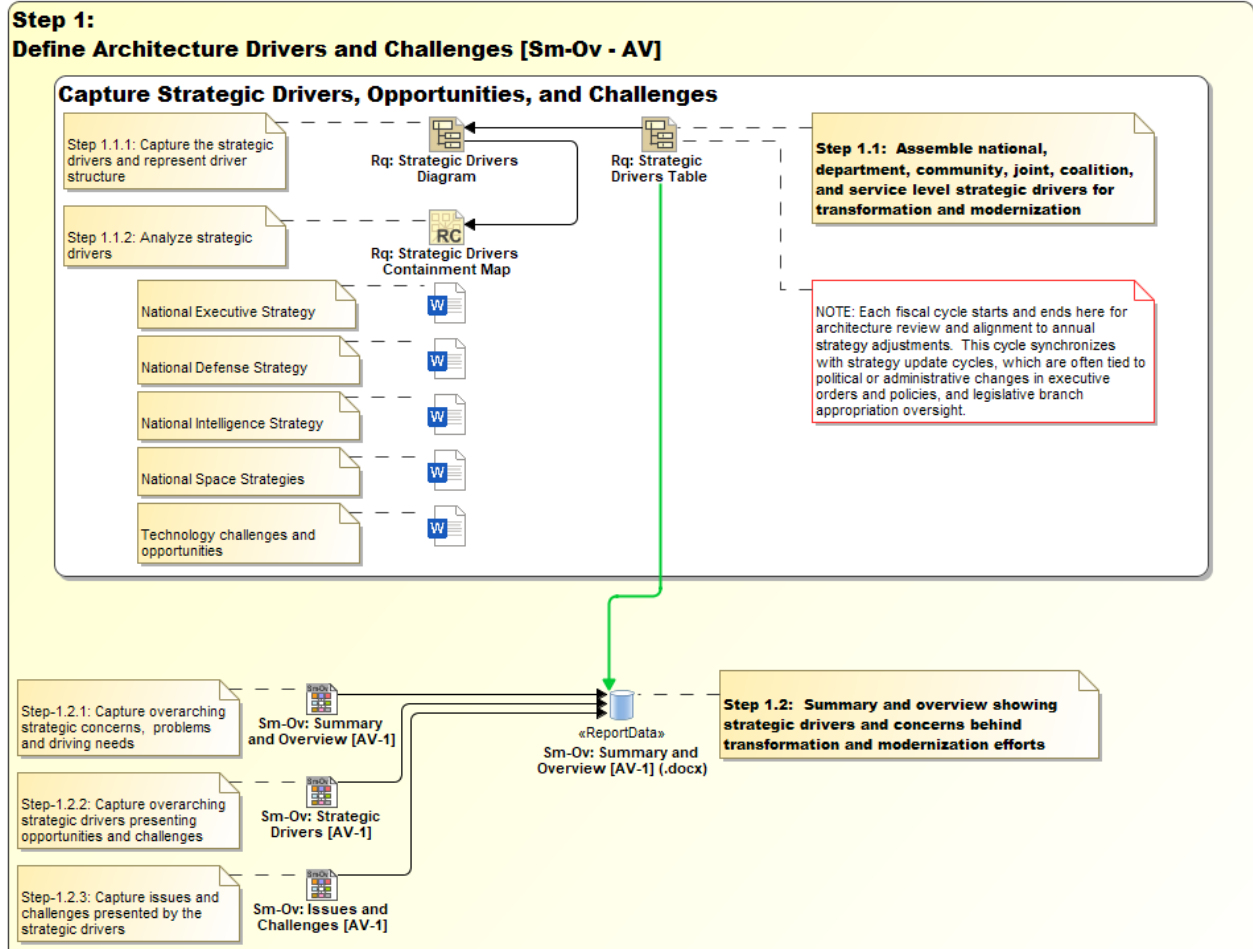 Step 1:
Define Architecture Drivers and Challenges [Sm-Ov - AV]
Capture Strategic Drivers, Opportunities, and Challenges
Step 1.1.1: Capture the strategic
drivers and represent driver
structure
Rq: Strategic Drivers
Diagram
Rq: Strategic
Drivers Table
Step 1.1: Assemble national,
department, community, joint, coalition,
and service level strategic drivers for
transformation and modernization
Step 1.1.2: Analyze strategic
drivers
RC
Rq: Strategic Drivers
Containment Map
National Executive Strategy
W
National Defense Strategy
W
National Intelligence Strategy
W
National Space Strategies
W
Technology challenges and
opportunities
W
NOTE: Each fiscal cycle starts and ends here for
architecture review and alignment to annual
strategy adjustments. This cycle synchronizes
with strategy update cycles, which are often tied to
political or administrative changes in executive
orders and policies, and legislative branch
appropriation oversight.
Step-1.2.1: Capture overarching
strategic concerns, problems
and driving needs
Sm-Ov
Sm-Ov: Summary
and Overview [AV-1]
«ReportData»
Sm-Ov: Summary and
Overview [AV-1] (.docx)
Step 1.2: Summary and overview showing
strategic drivers and concerns behind
transformation and modernization efforts
Step-1.2.2: Capture overarching
strategic drivers presenting
opportunities and challenges
Sm-Ov
Sm-Ov: Strategic
Drivers [AV-1]
Step-1.2.3: Capture issues and
challenges presented by the
strategic drivers
Sm-Ov
Sm-Ov: Issues and
Challenges [AV-1]